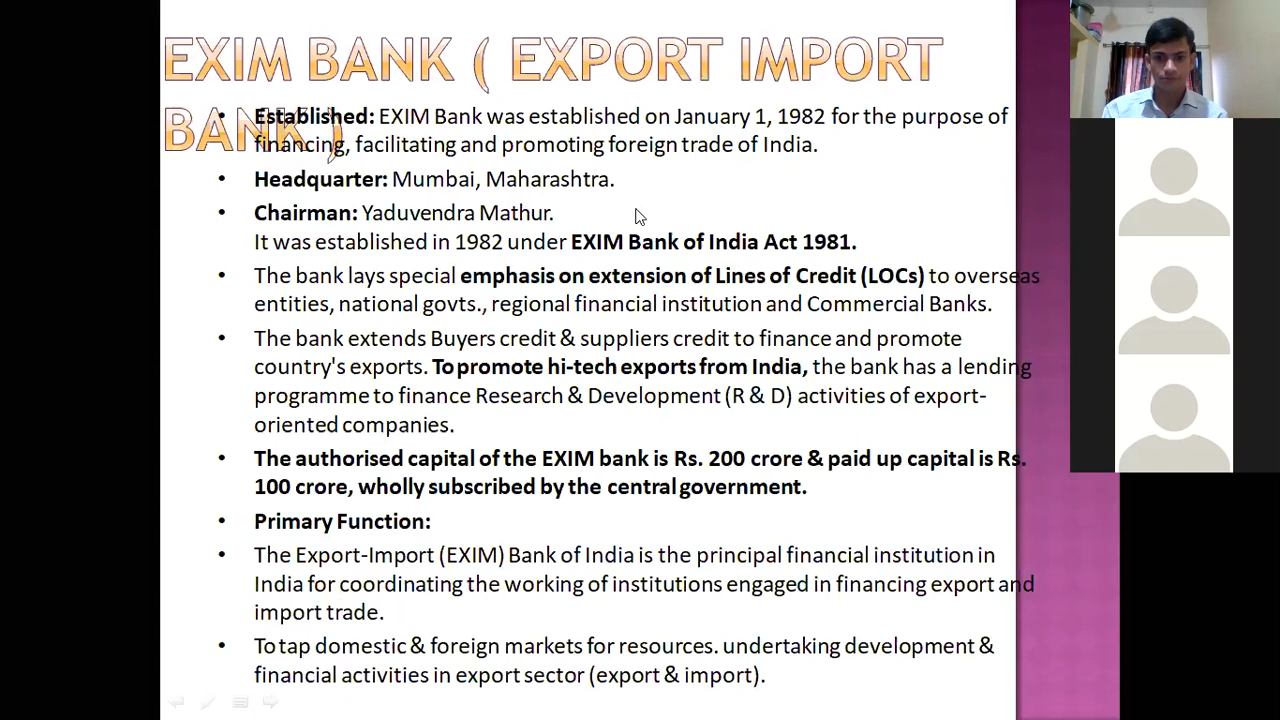 EXIM BANK ( EXPORT IMPORT
BANK )
• Established: EXIM Bank was established on January 1, 1982 for the purpose of
financing, facilitating and promoting foreign trade of India.
• Headquarter: Mumbai, Maharashtra.
• Chairman: Yaduvendra Mathur.
It was established in 1982 under EXIM Bank of India Act 1981.
• The bank lays special emphasis on extension of Lines of Credit (LOCs) to overseas
entities, national govts., regional financial institution and Commercial Banks.
• The bank extends Buyers credit & suppliers credit to finance and promote
country's exports. To promote hi-tech exports from India, the bank has a lending
programme to finance Research & Development (R & D) activities of export-
oriented companies.
• The authorised capital of the EXIM bank is Rs. 200 crore & paid up capital is Rs.
100 crore, wholly subscribed by the central government.
• Primary Function:
• The Export-Import (EXIM) Bank of India is the principal financial institution in
India for coordinating the working of institutions engaged in financing export and
import trade.
• To tap domestic & foreign markets for resources. undertaking development &
financial activities in export sector (export & import).